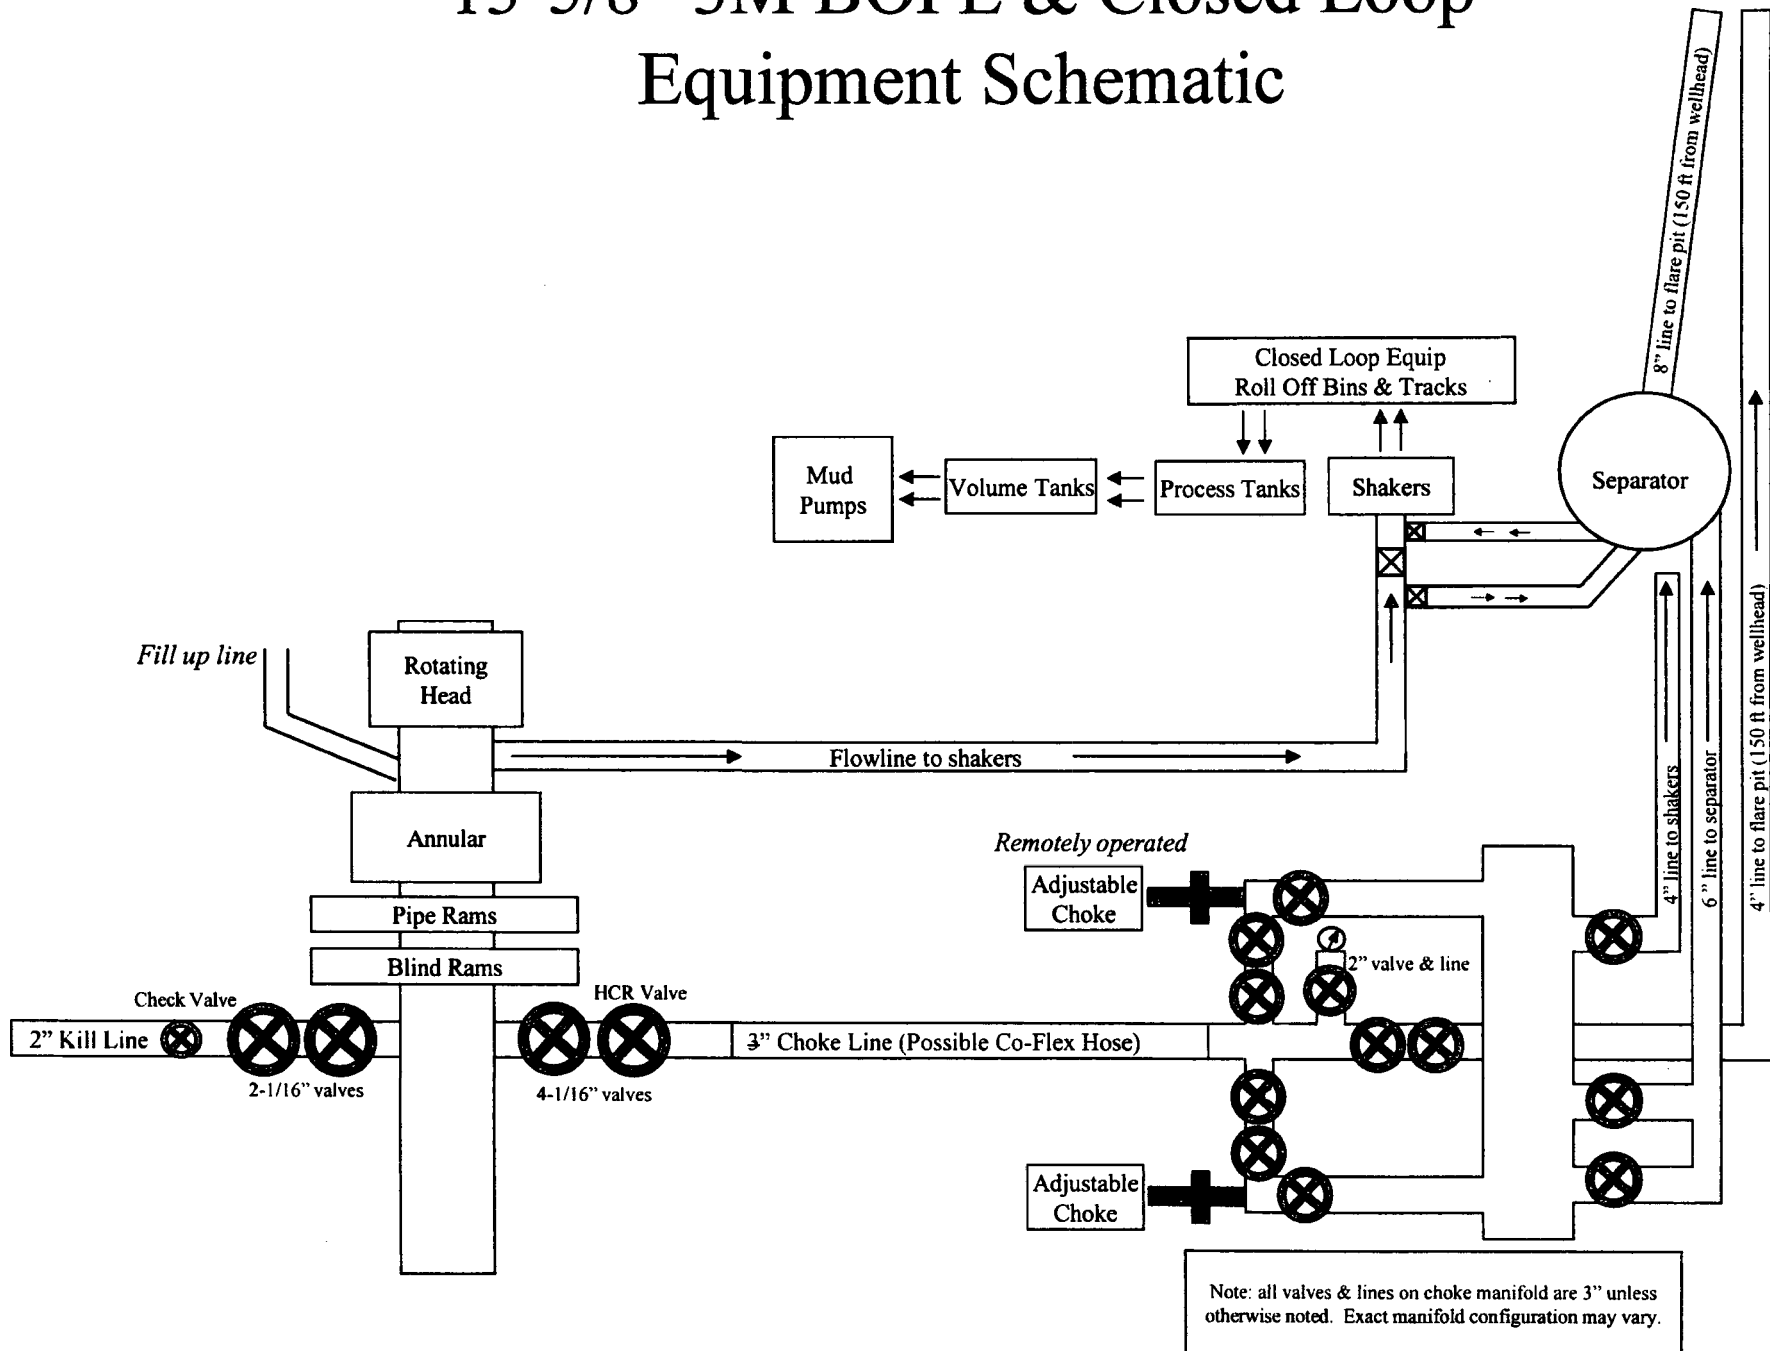 BOPE & Closed Loop
Equipment Schematic
8” line to flare pit (150 ft from wellhead)
Closed Loop Equip
Roll Off Bins & Tracks
Mud
Pumps
Volume Tanks
Process Tanks
Shakers
Separator
Fill up line
Rotating
Head
Flowline to shakers
Annular
Pipe Rams
Blind Rams
Check Valve
HCR Valve
2” Kill Line
3” Choke Line (Possible Co-Flex Hose)
2-1/16” valves
4-1/16” valves
Remotely operated
Adjustable
Choke
2” valve & line
Adjustable
Choke
4” line to shakers
6” line to separator
4” line to flare pit (150 ft from wellhead)
Note: all valves & lines on choke manifold are 3” unless
otherwise noted.  Exact manifold configuration may vary.